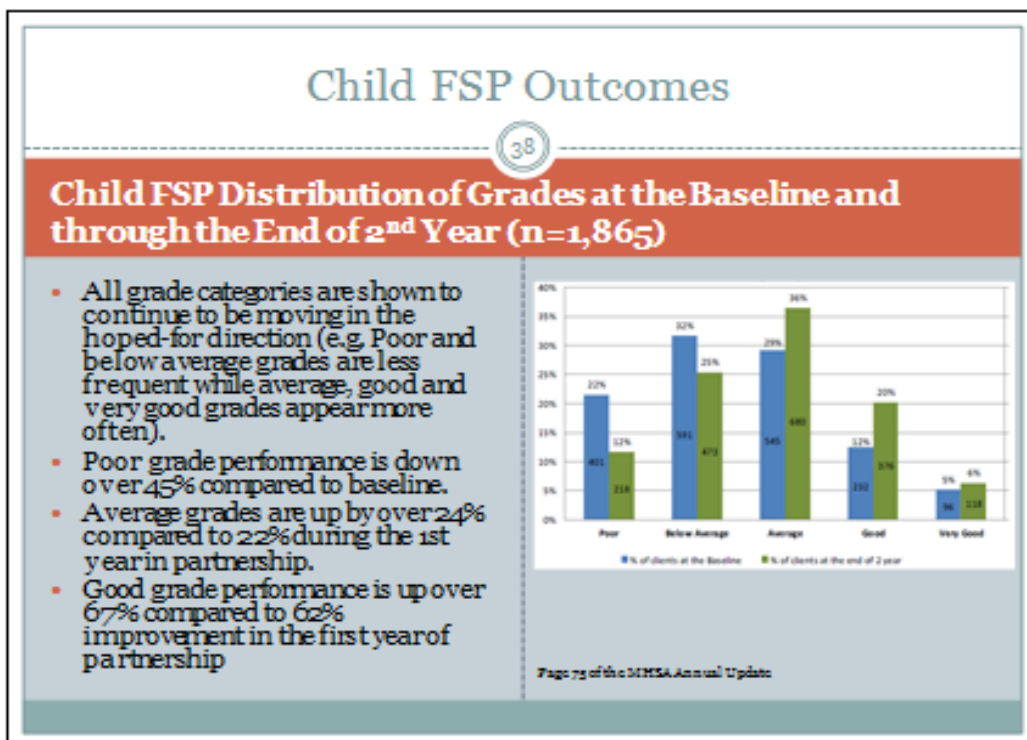 Child FSP Outcomes
38
Child FSP Distribution of Grades at the Baseline and
through the End of 2nd Year (n=1,865)
• All grade categories are shown to
continue to be moving in the
hoped-for direction (e.g. Poor and
below average grades are less
frequent while average, good and
very good grades appear more
often).
• Poor grade performance is down
over 45% compared to baseline.
• Average grades are up by over 24%
compared to 22% during the 1st
year in partnership.
• Good grade performance is up over
67% compared to 62%
improvement in the first year of
partnership
40%
35%
30%
25%
20%
15%
10%
5%
0%
22%
12%
32%
25%
29%
36%
12%
20%
5%
6%
401
218
591
473
545
680
232
376
96
118
Poor
Below Average
Average
Good
Very Good
% of clients at the Baseline
% of clients at the end of 2 year
Page 75 of the MHSA Annual Update